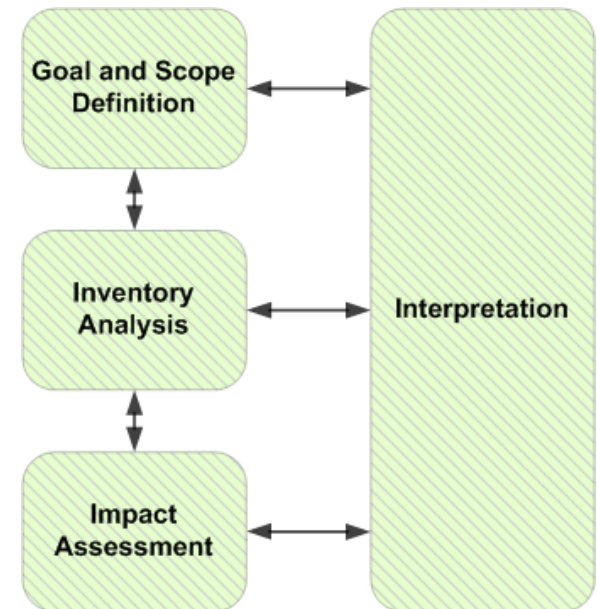 Goal and Scope
Definition
Inventory
Analysis
Interpretation
Impact
Assessment